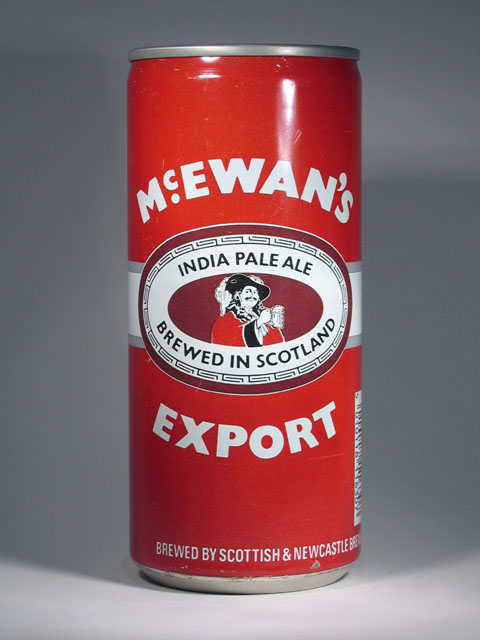 McEWAN'S
INDIA PALE ALE
BREWED IN SCOTLAND
EXPORT
BREWED BY SCOTTISH & NEWCASTLE